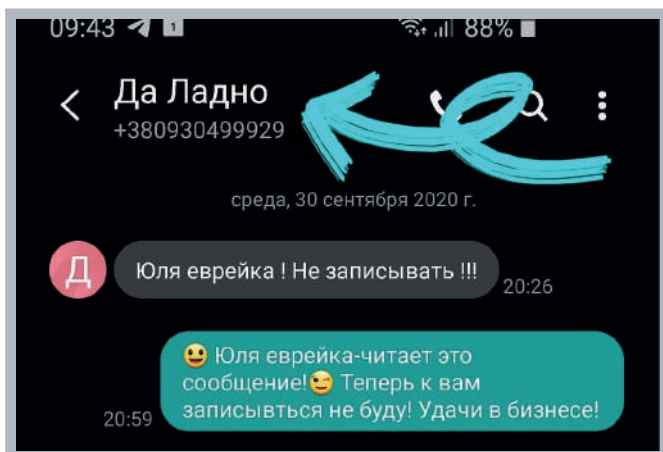 09:43 1 88%
Да Ладно
+380930499929
среда, 30 сентября 2020 г.
Д
Юля еврейка ! Не записывать !!!
20:26
😃 Юля еврейка-читает это
сообщение!😉 Теперь к вам
записывться не буду! Удачи в бизнесе!
20:59